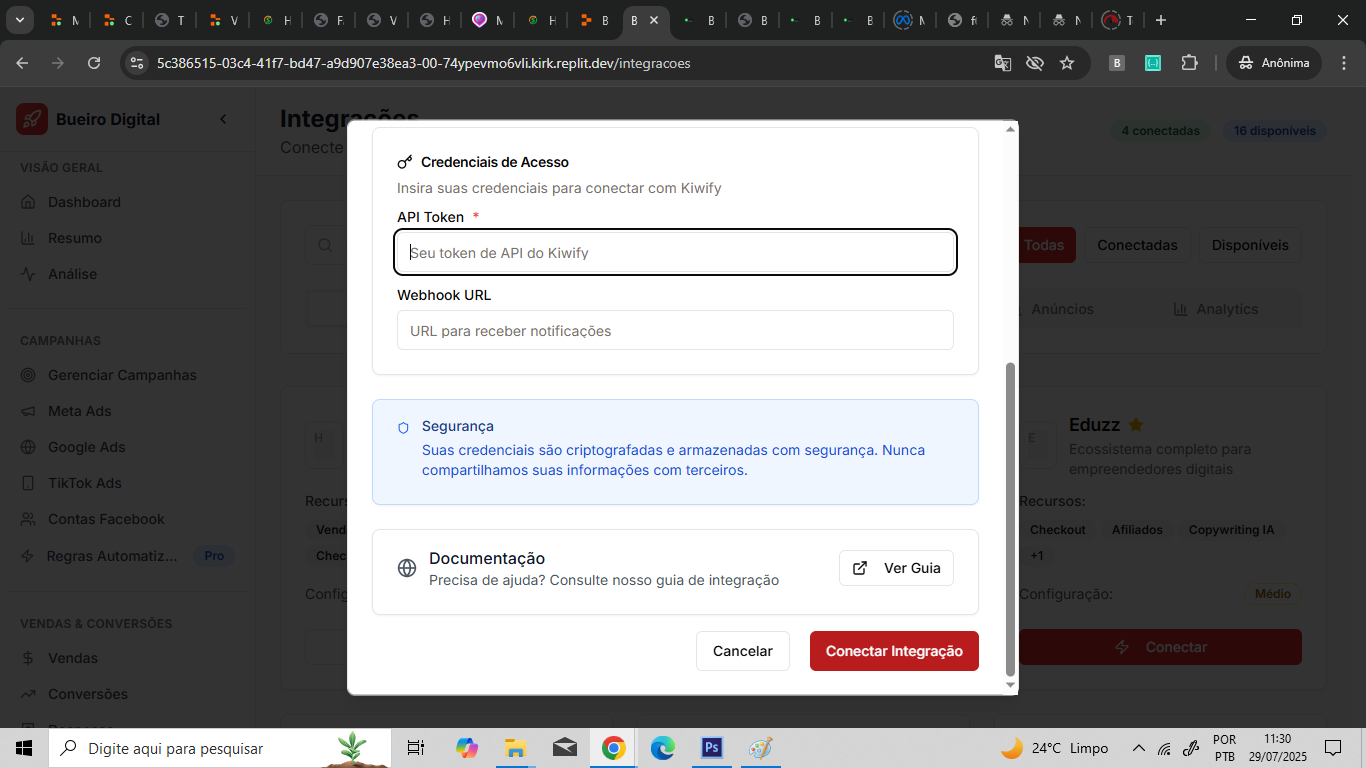 M
C
T
V
H
F
V
H
M
H
B
B
B
B
B
B
M
fi
N
N
T
5c386515-03c4-41f7-bd47-a9d907e38ea3-00-74ypevmo6vli.kirk.replit.dev/integracoes
B
Anônima
Bueiro Digital
VISÃO GERAL
Dashboard
Resumo
Análise
CAMPANHAS
Gerenciar Campanhas
Meta Ads
Google Ads
TikTok Ads
Contas Facebook
Regras Automatiz...
Pro
VENDAS & CONVERSÕES
Vendas
Conversões
Integrações
Conecte
4 conectadas
16 disponíveis
Todas
Conectadas
Disponíveis
Anúncios
Analytics
H
Recurs
Vend
Chec
Config
Credenciais de Acesso
Insira suas credenciais para conectar com Kiwify
API Token *
Seu token de API do Kiwify
Webhook URL
URL para receber notificações
Segurança
Suas credenciais são criptografadas e armazenadas com segurança. Nunca
compartilhamos suas informações com terceiros.
Documentação
Precisa de ajuda? Consulte nosso guia de integração
Ver Guia
Cancelar
Conectar Integração
E
Eduzz
Ecossistema completo para
empreendedores digitais
Recursos:
Checkout
Afiliados
Copywriting IA
+1
Configuração:
Médio
Conectar
Digite aqui para pesquisar
Ps
24°C Limpo
POR
PTB
11:30
29/07/2025